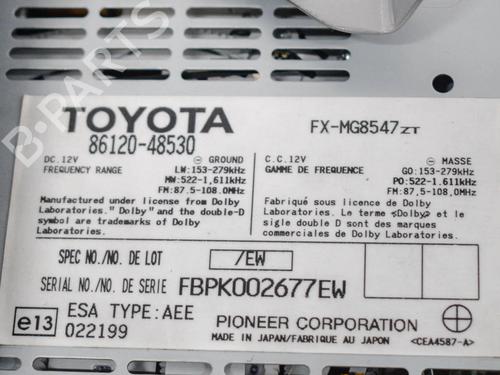 B-PARTS
TOYOTA
86120-48530
FX-MG8547ZT
DC.12V ⊖ GROUND
FREQUENCY RANGE LW:153-279kHz
MW:522-1,611kHz
FM:87.5-108.0MHz
C.C.12V ⊖ MASSE
GAMME DE FREQUENCE GO:153-279kHz
PO:522-1,611kHz
FM:87.5-108.0MHz
Manufactured under license from Dolby
Laboratories." Dolby" and the double-D
symbol are trademarks of Dolby
Laboratories.
Fabriqué sous licence de Dolby
Laboratories. Le terme «Dolby» et le
sigle double D sont des marques
commerciales de Dolby Laboratories.
SPEC NO./NO. DE LOT /EW
SERIAL NO./NO. DE SERIE FBPK002677EW
e13 ESA TYPE:AEE
022199
PIONEER CORPORATION
MADE IN JAPAN/FABRIQUE AU JAPON <CEA4587-A>